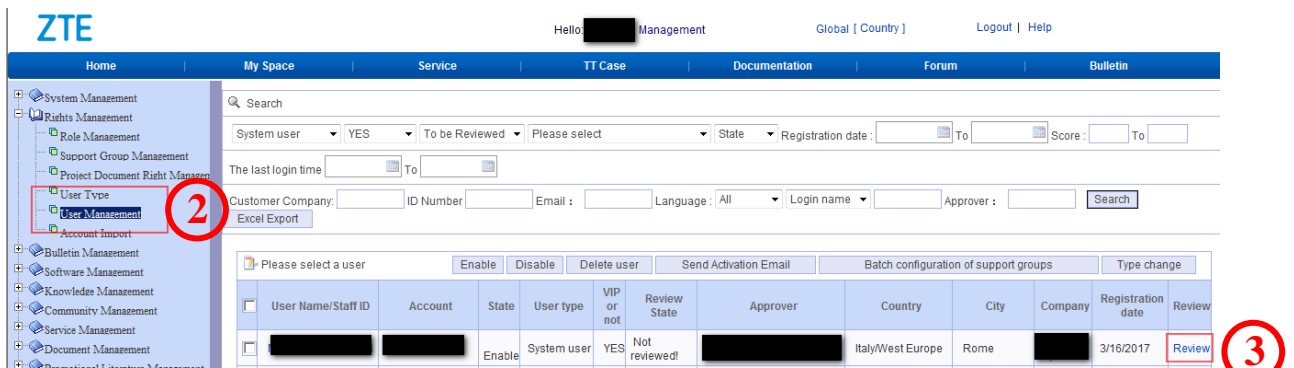 ZTE
Hello: Management Global [ Country ] Logout | Help
Home My Space Service TT Case Documentation Forum Bulletin
System Management
Rights Management
Role Management
Support Group Management
Project Document Right Managen
User Type
User Management
Account Import
Bulletin Management
Software Management
Knowledge Management
Community Management
Service Management
Document Management
Promotional Literature Management
2
Search
System user YES To be Reviewed Please select State Registration date : To Score : To
The last login time To
Customer Company: ID Number Email : Language : All Login name Approver : Search
Excel Export
Please select a user Enable Disable Delete user Send Activation Email Batch configuration of support groups Type change
User Name/Staff ID Account State User type VIP or not Review State Approver Country City Company Registration date Review
Enable System user YES Not reviewed! Italy/West Europe Rome 3/16/2017 Review
3